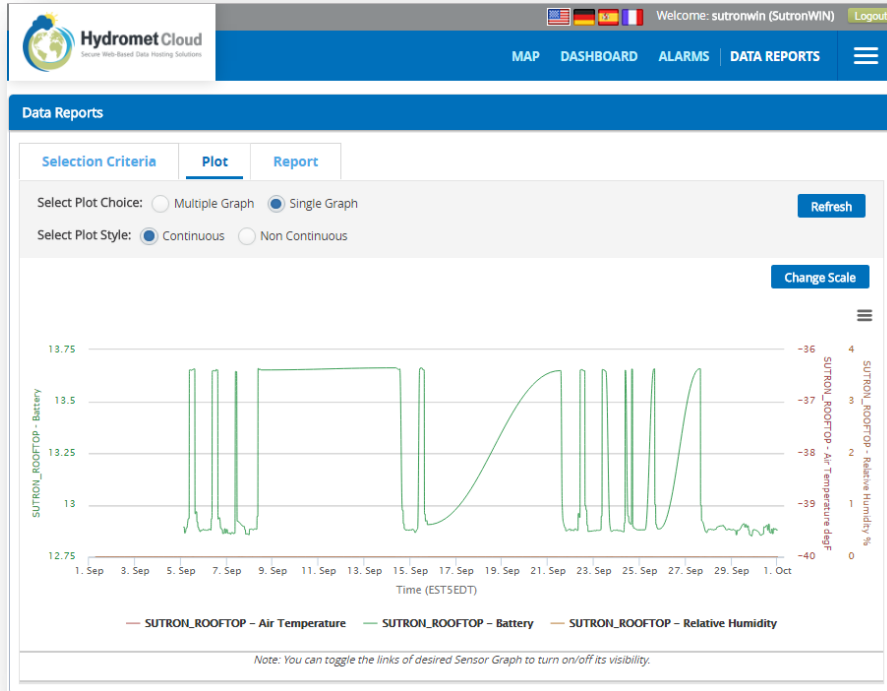 Welcome: sutronwin (SutronWIN) Logout
HydrometCloud
Secure Web-Based Data Hosting Solutions
MAP DASHBOARD ALARMS DATA REPORTS
Data Reports
Selection Criteria Plot Report
Select Plot Choice: Multiple Graph Single Graph
Refresh
Select Plot Style: Continuous Non Continuous
Change Scale
SUTRON_ROOFTOP - Battery
13.75
13.5
13.25
13
12.75
-36
-37
-38
-39
-40
SUTRON_ROOFTOP - Air Temperature degF
4
3
2
1
0
SUTRON_ROOFTOP - Relative Humidity %
1. Sep 3. Sep 5. Sep 7. Sep 9. Sep 11. Sep 13. Sep 15. Sep 17. Sep 19. Sep 21. Sep 23. Sep 25. Sep 27. Sep 29. Sep 1. Oct
Time (EST5EDT)
SUTRON_ROOFTOP - Air Temperature SUTRON_ROOFTOP - Battery SUTRON_ROOFTOP - Relative Humidity
Note: You can toggle the links of desired Sensor Graph to turn on/off its visibility.